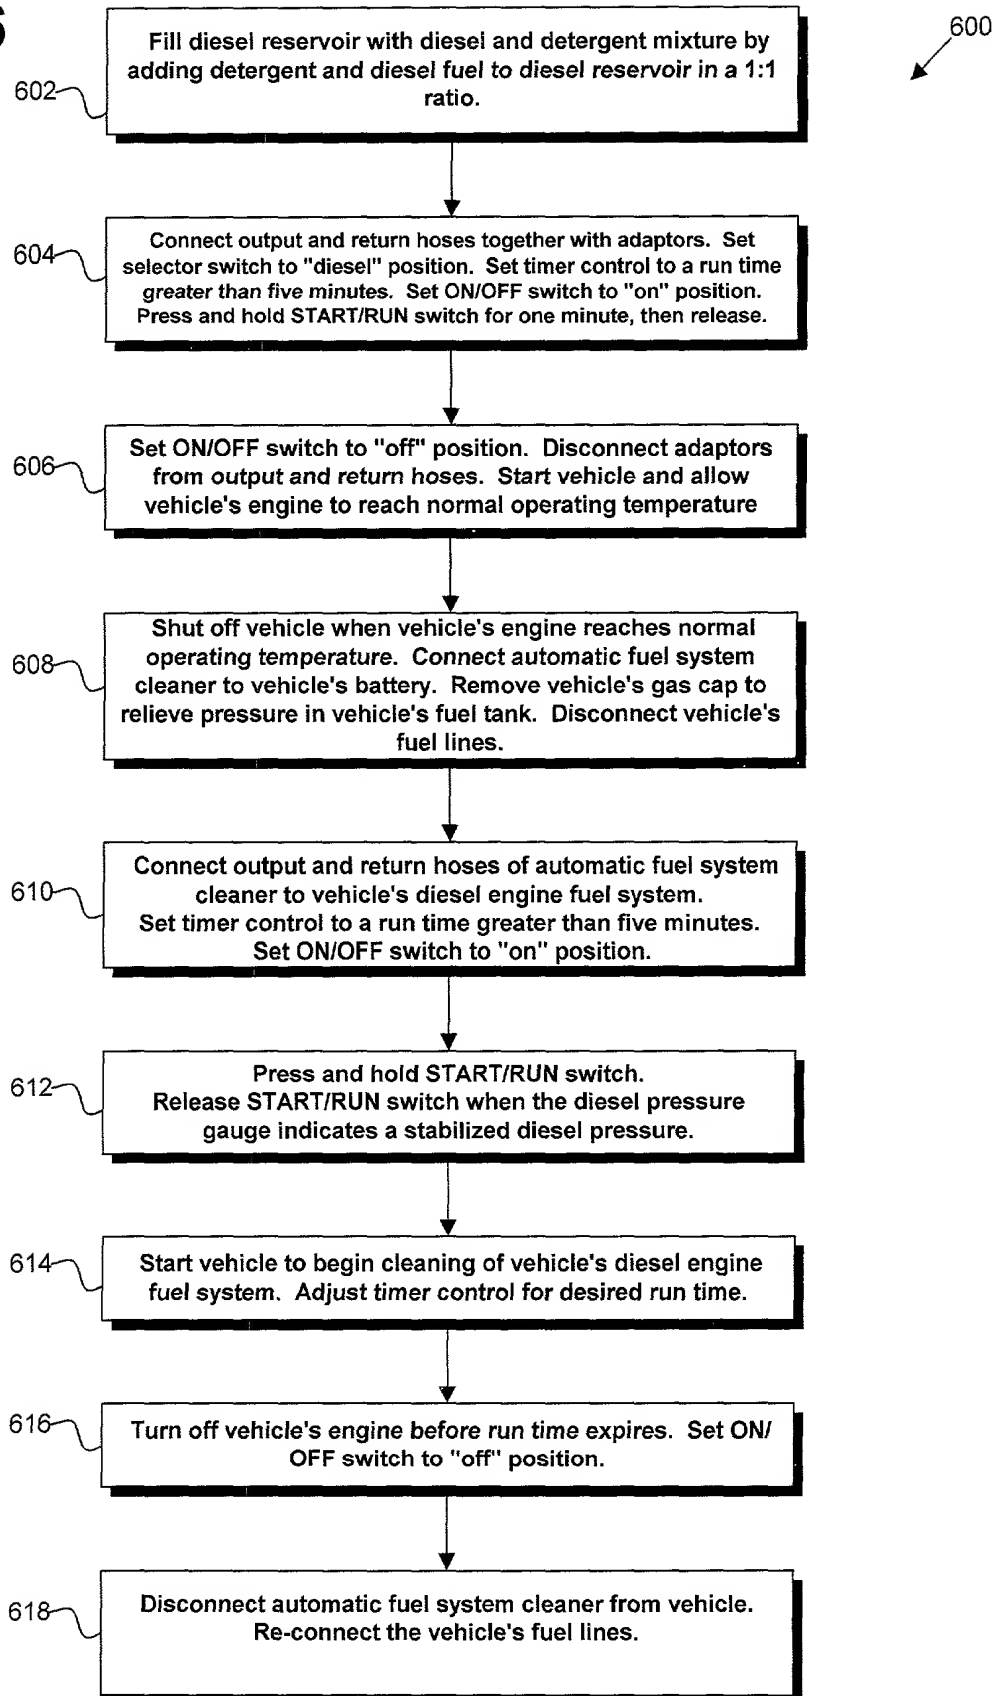 600
Fill diesel reservoir with diesel and detergent mixture by
adding detergent and diesel fuel to diesel reservoir in a 1:1
ratio.
602
604
Connect output and return hoses together with adaptors. Set
selector switch to "diesel" position. Set timer control to a run time
greater than five minutes. Set ON/OFF switch to "on" position.
Press and hold START/RUN switch for one minute, then release.
606
Set ON/OFF switch to "off" position. Disconnect adaptors
from output and return hoses. Start vehicle and allow
vehicle's engine to reach normal operating temperature
608
Shut off vehicle when vehicle's engine reaches normal
operating temperature. Connect automatic fuel system
cleaner to vehicle's battery. Remove vehicle's gas cap to
relieve pressure in vehicle's fuel tank. Disconnect vehicle's
fuel lines.
610
Connect output and return hoses of automatic fuel system
cleaner to vehicle's diesel engine fuel system.
Set timer control to a run time greater than five minutes.
Set ON/OFF switch to "on" position.
612
Press and hold START/RUN switch.
Release START/RUN switch when the diesel pressure
gauge indicates a stabilized diesel pressure.
614
Start vehicle to begin cleaning of vehicle's diesel engine
fuel system. Adjust timer control for desired run time.
616
Turn off vehicle's engine before run time expires. Set ON/
OFF switch to "off" position.
618
Disconnect automatic fuel system cleaner from vehicle.
Re-connect the vehicle's fuel lines.